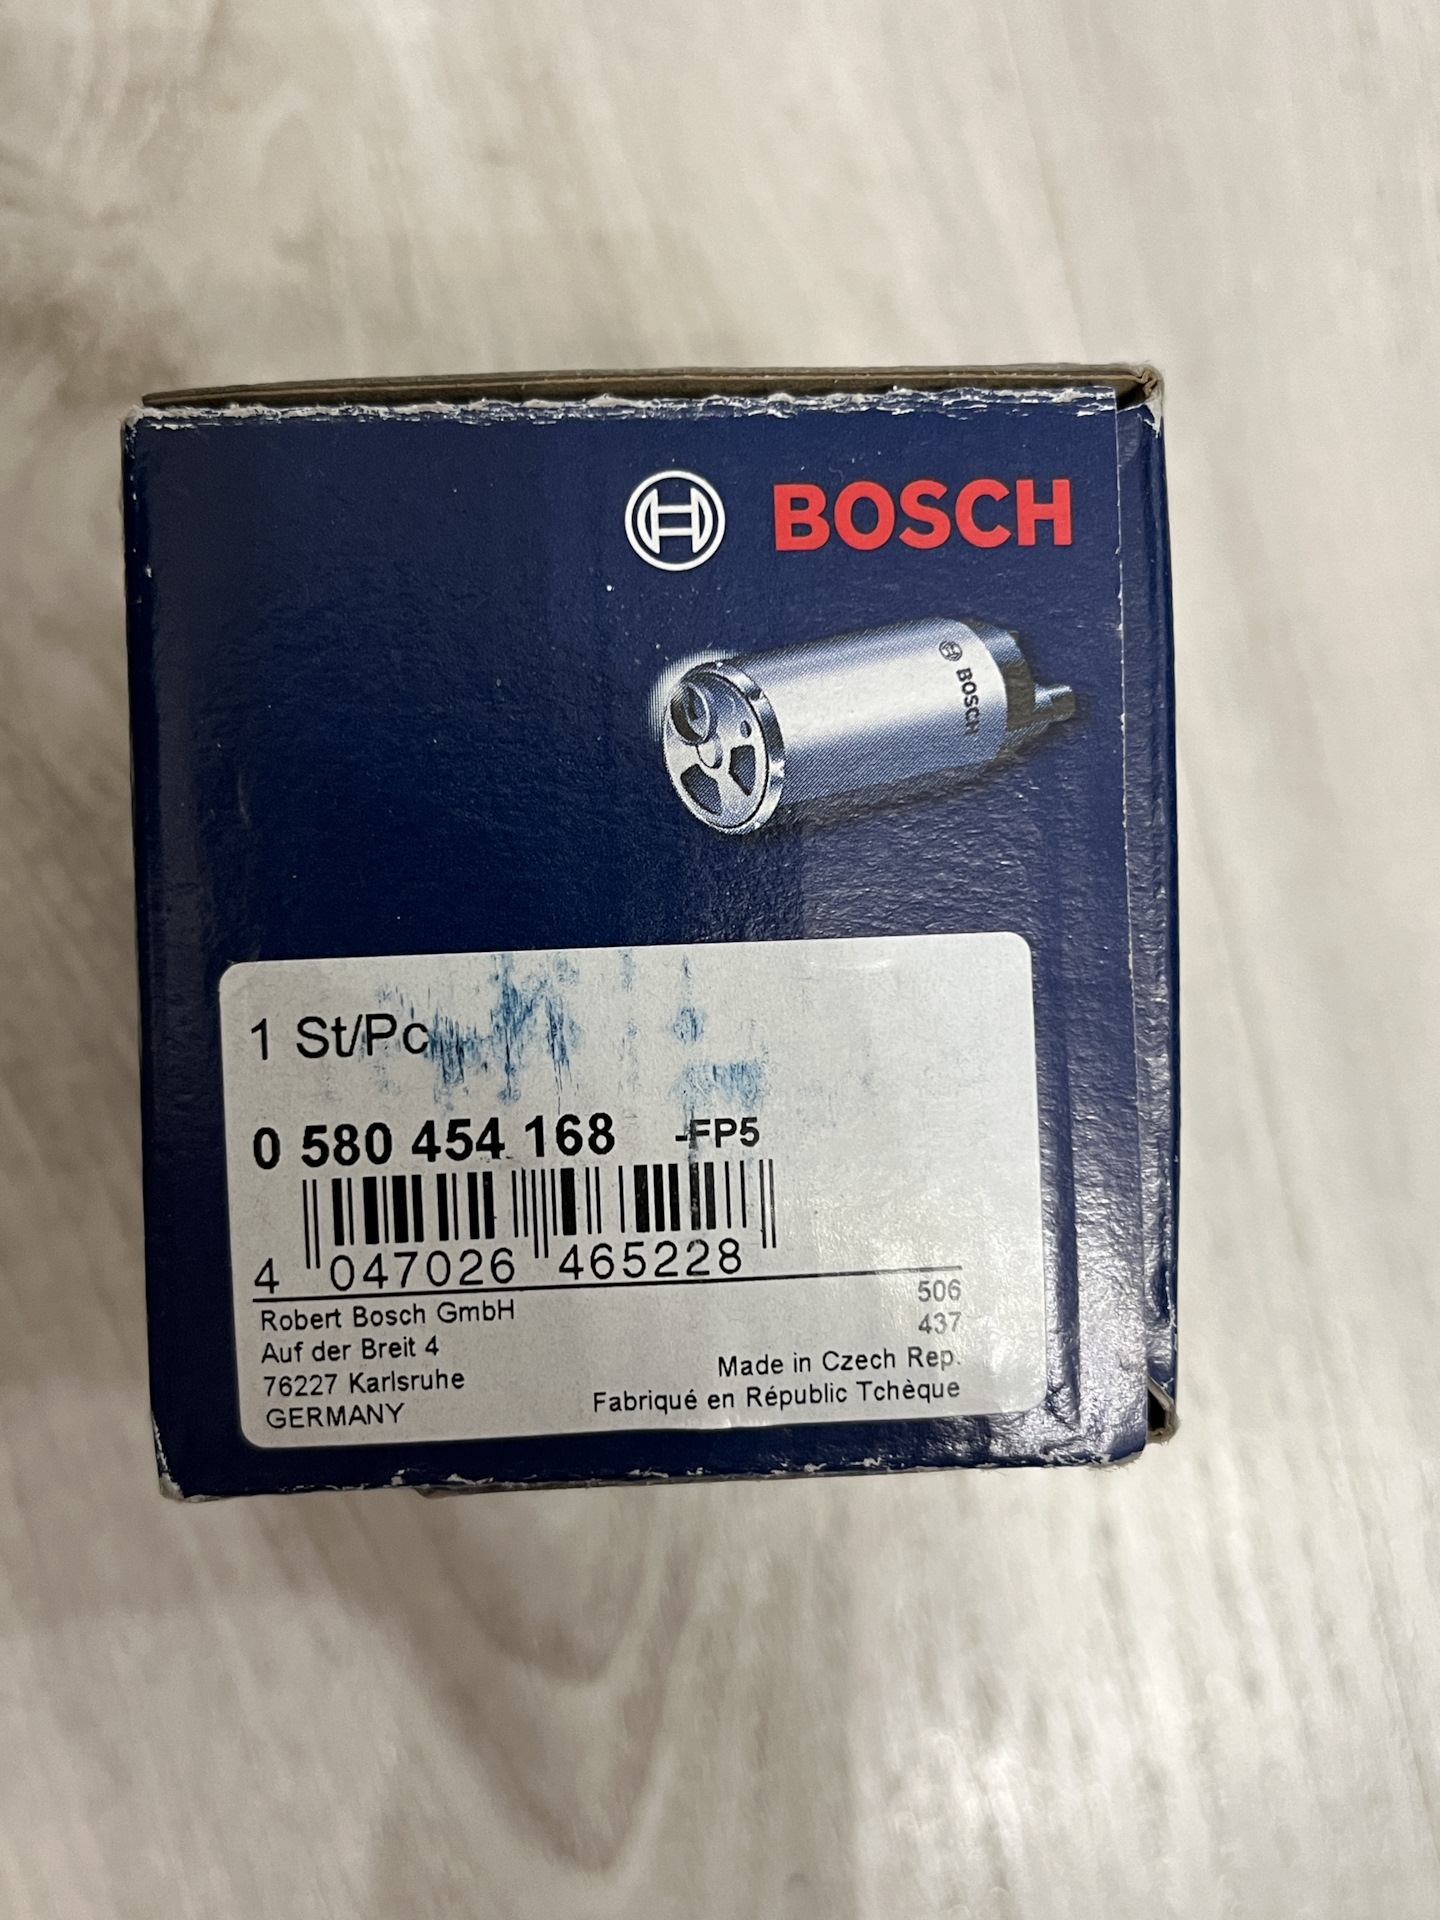 BOSCH
BOSCH
1 St/Pc
0 580 454 168 -FP5
4 047026 465228
506
437
Robert Bosch GmbH
Auf der Breit 4
76227 Karlsruhe
GERMANY
Made in Czech Rep.
Fabriqué en Républic Tchèque